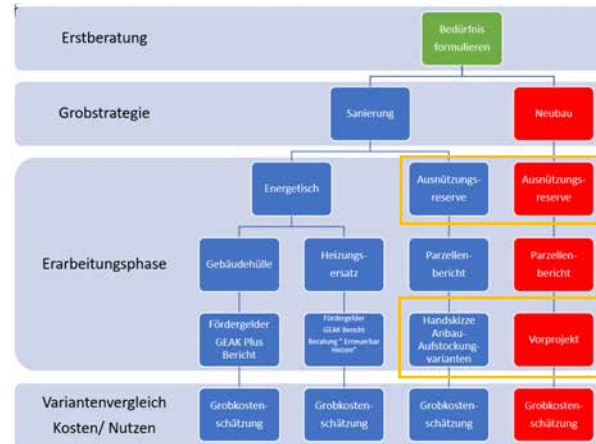 Erstberatung
Bedürfnis
formulieren
Grobstrategie
Sanierung
Neubau
Erarbeitungsphase
Energetisch
Ausnützungs-
reserve
Ausnützungs-
reserve
Gebäudehülle
Heizungs-
ersatz
Parzellen-
bericht
Parzellen-
bericht
Fördergelder
GEAK Plus
Bericht
Fördergelder
GEAK Bericht
Beratung " Erneuerbar
Heizen"
Handskizze
Anbau-
Aufstockung-
varianten
Vorprojekt
Variantenvergleich
Kosten/ Nutzen
Grobkosten-
schätzung
Grobkosten-
schätzung
Grobkosten-
schätzung
Grobkosten-
schätzung